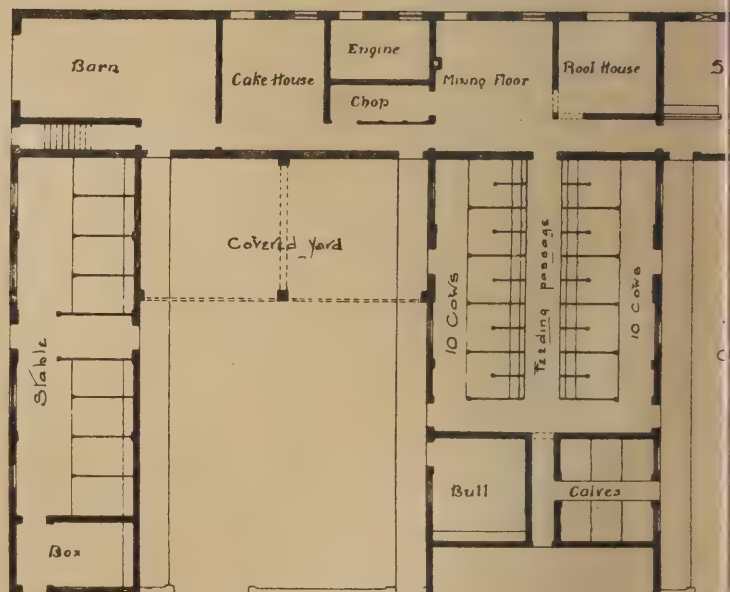 Barn
Cake House
Engine
Chop
Mixing Floor
Root House
S
Covered yard
Stable
10 Cows
Feeding passage
10 Cows
C
Bull
Calves
Box